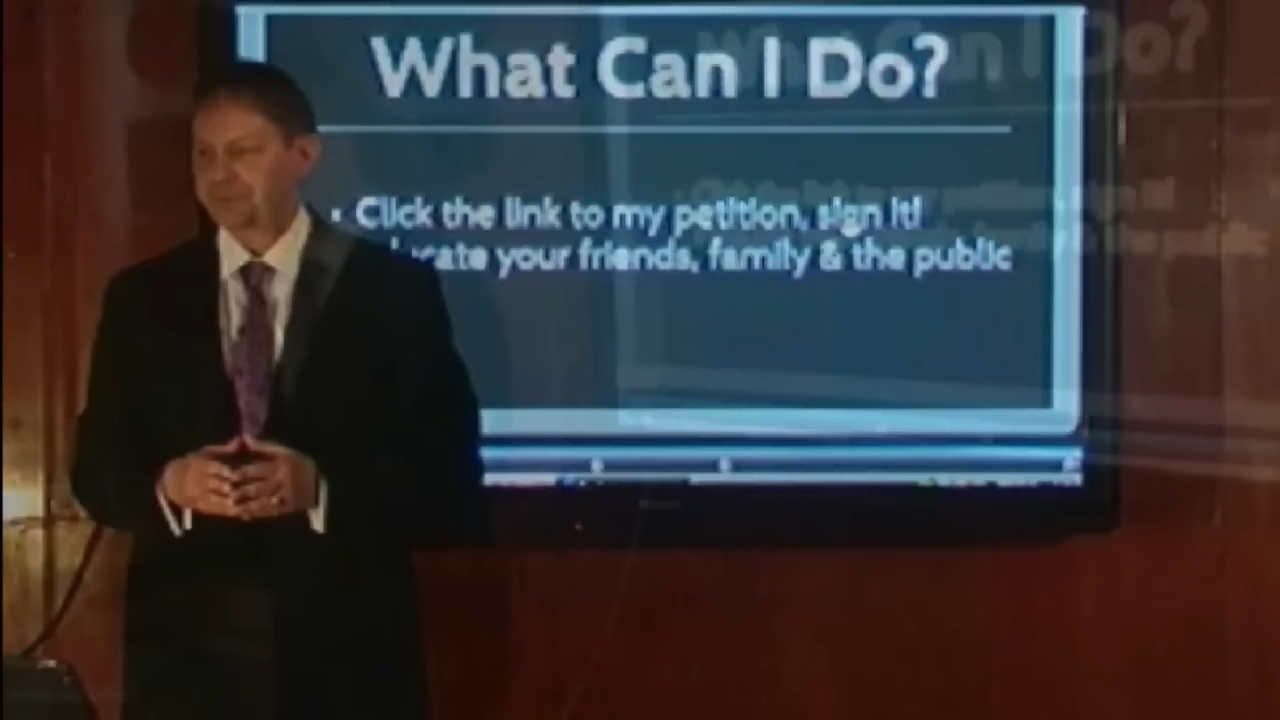 What Can I Do?
• Click the link to my petition, sign it!
your friends, family & the public